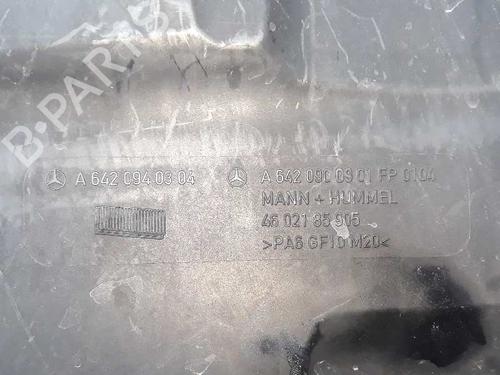 B-PARTS
A 642 094 03 04
A 642 090 09 01 FP 0104
MANN + HUMMEL
46 021 85 905
>PA6 GF10 M20<